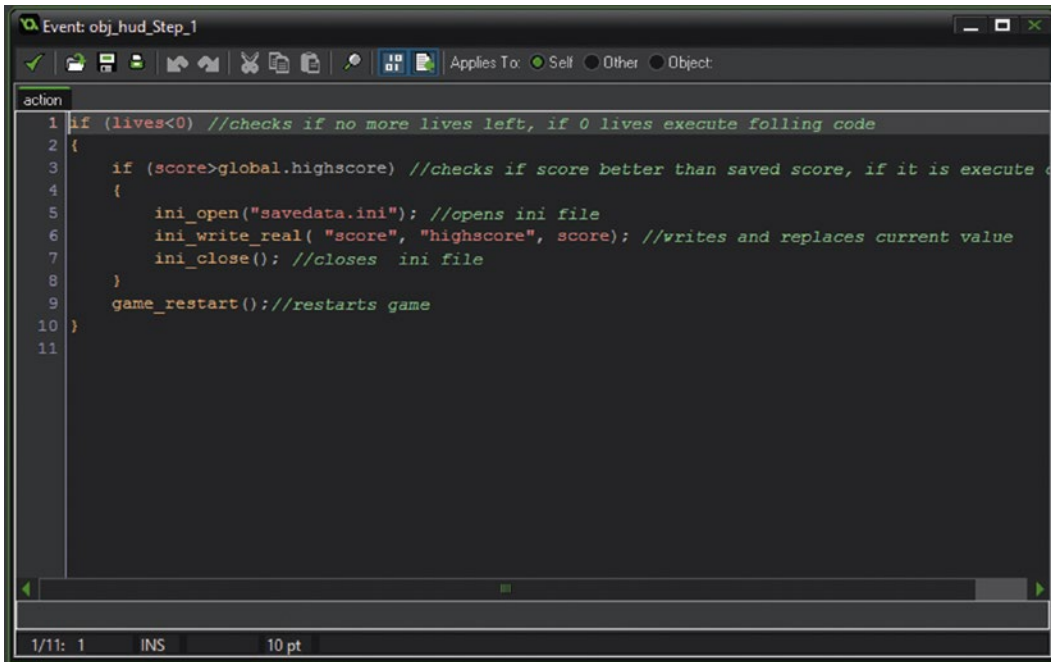 Event: obj_hud_Step_1
Applies To: Self Other Object:
action
1 if (lives<0) //checks if no more lives left, if 0 lives execute folling code
2 {
3 if (score>global.highscore) //checks if score better than saved score, if it is execute
4 {
5 ini_open("savedata.ini"); //opens ini file
6 ini_write_real( "score", "highscore", score); //writes and replaces current value
7 ini_close(); //closes  ini file
8 }
9 game_restart();//restarts game
10 }
11
1/11: 1 INS 10 pt